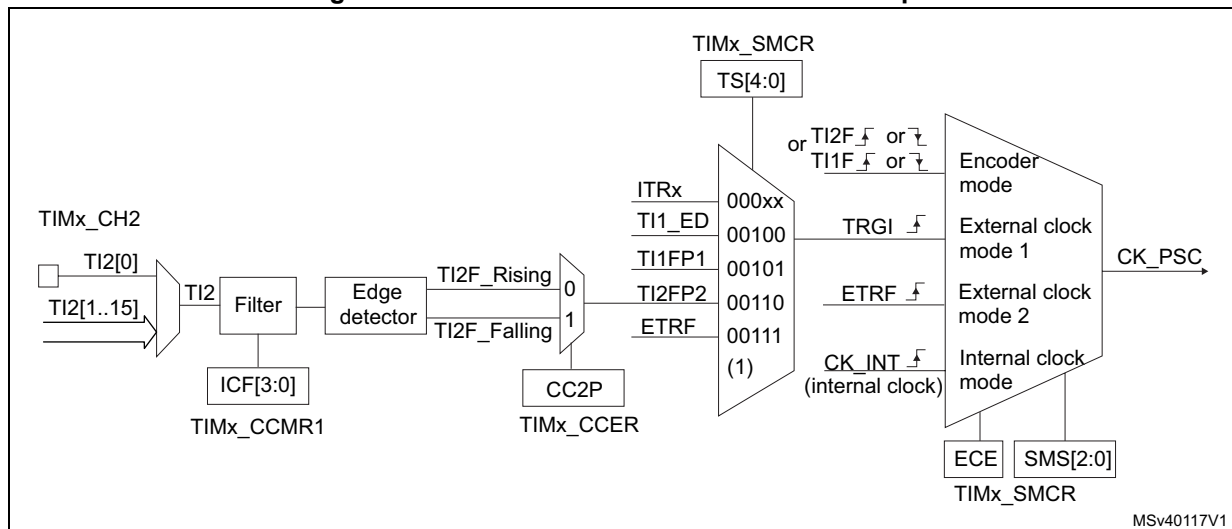 TIMx_SMCR
TS[4:0]
or TI2F or
TI1F or
Encoder
mode
ITRx
000xx
TIMx_CH2
TI1_ED
00100
TRGI
External clock
mode 1
CK_PSC
TI2[0]
TI2F_Rising
0
TI1FP1
00101
TI2
Filter
Edge
detector
TI2FP2
00110
ETRF
External clock
mode 2
TI2[1..15]
TI2F_Falling
1
ETRF
00111
(1)
CK_INT
(internal clock)
Internal clock
mode
ICF[3:0]
TIMx_CCMR1
CC2P
TIMx_CCER
ECE
SMS[2:0]
TIMx_SMCR
MSv40117V1